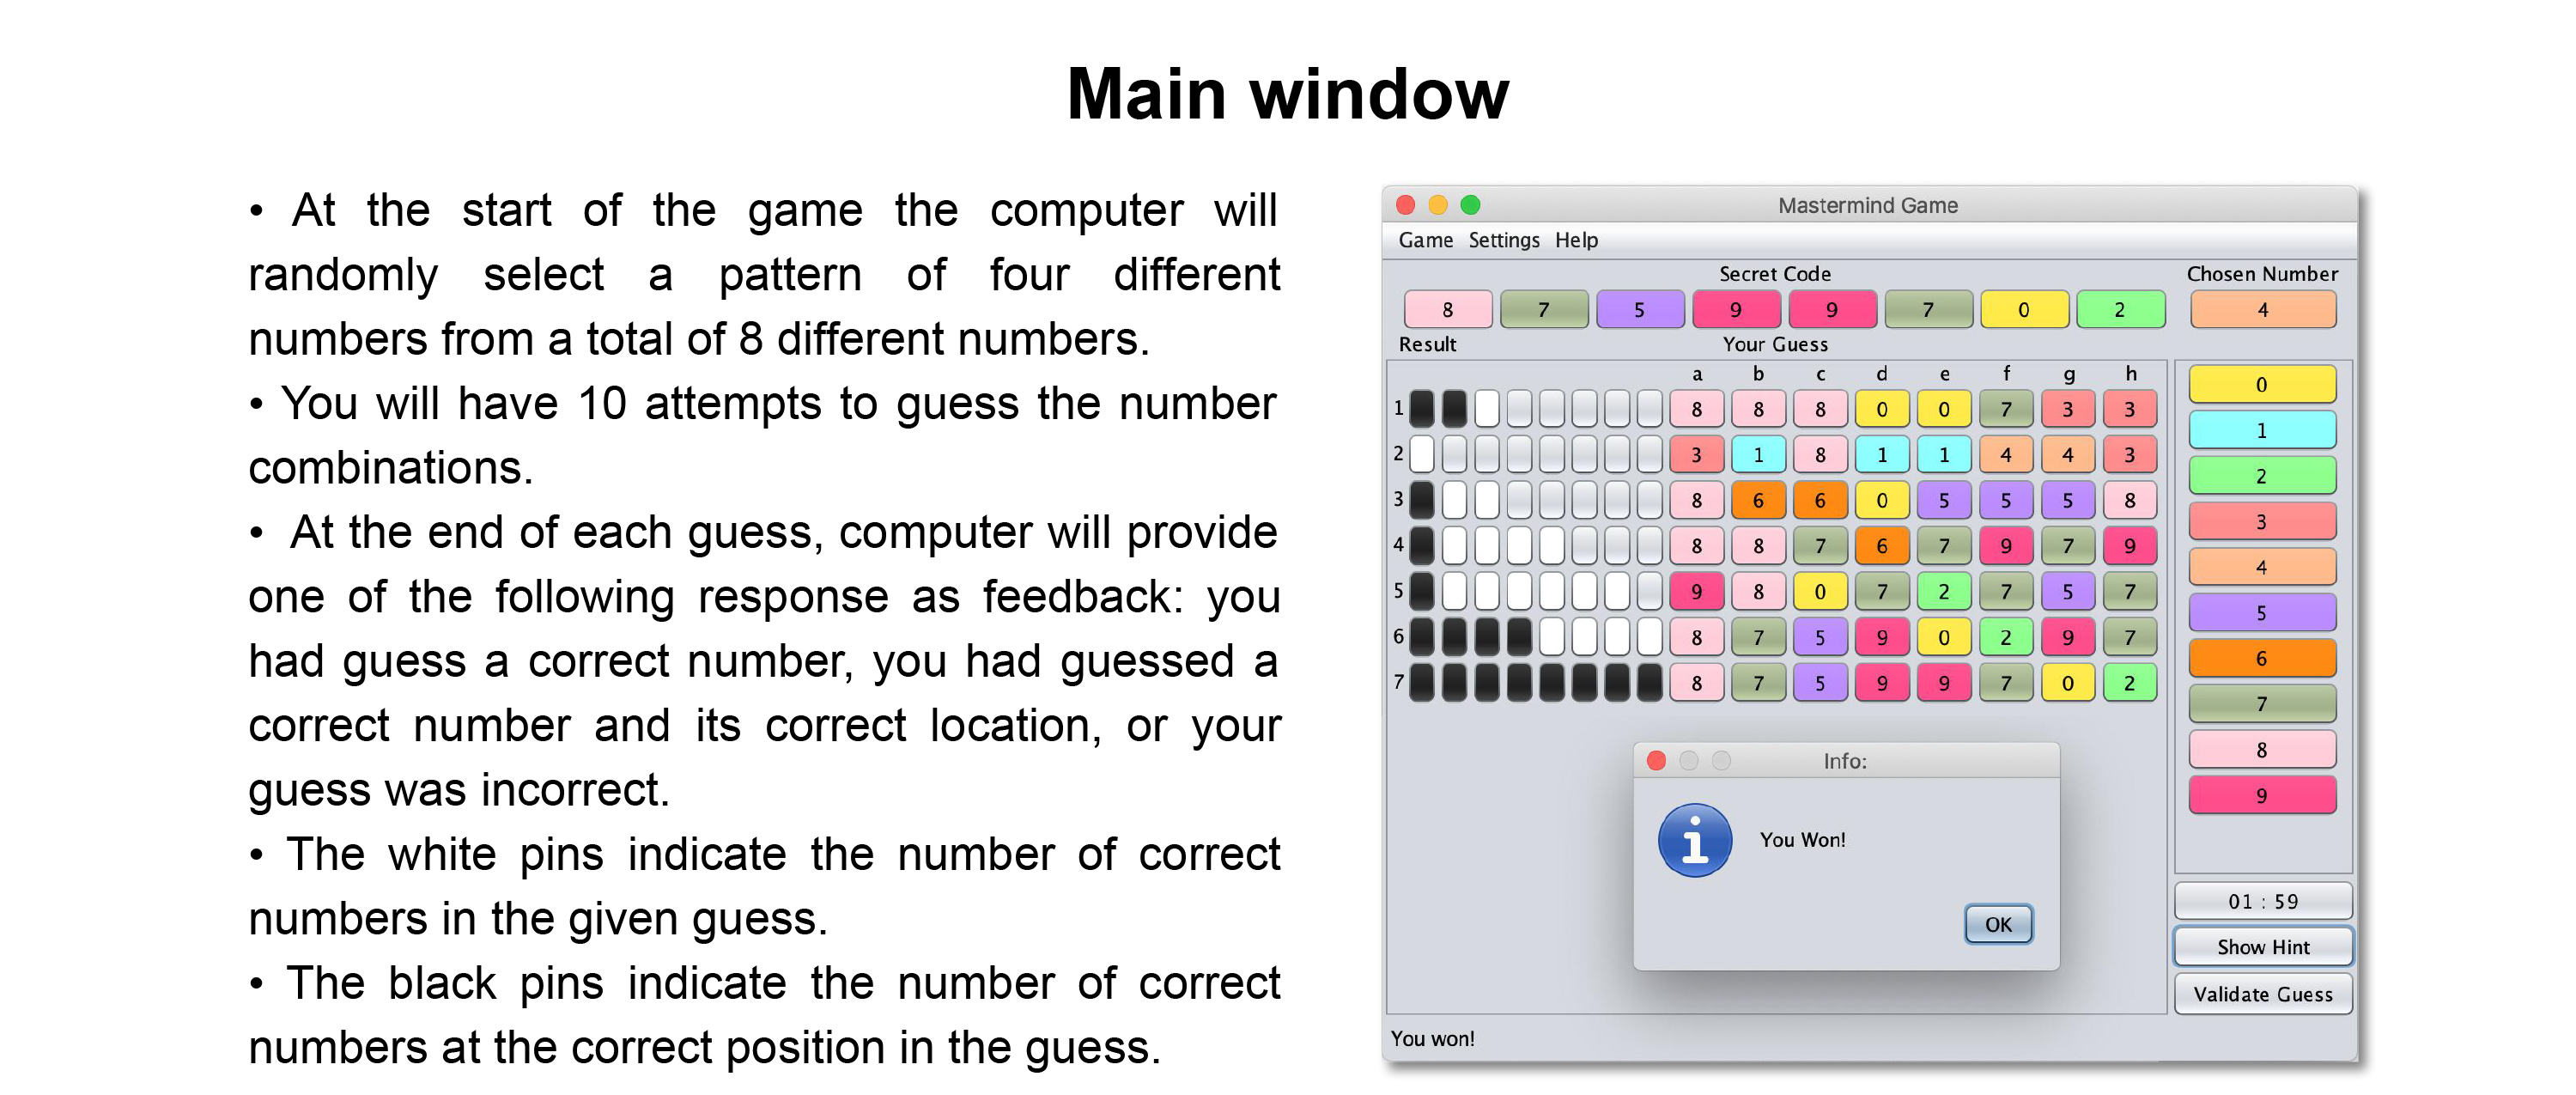 Main window
• At the start of the game the computer will
randomly select a pattern of four different
numbers from a total of 8 different numbers.
• You will have 10 attempts to guess the number
combinations.
• At the end of each guess, computer will provide
one of the following response as feedback: you
had guess a correct number, you had guessed a
correct number and its correct location, or your
guess was incorrect.
• The white pins indicate the number of correct
numbers in the given guess.
• The black pins indicate the number of correct
numbers at the correct position in the guess.
Mastermind Game
Game Settings Help
Secret Code Chosen Number
8 7 5 9 9 7 0 2 4
Result Your Guess
a b c d e f g h
1 8 8 8 0 0 7 3 3
2 3 1 8 1 1 4 4 3
3 8 6 6 0 5 5 5 8
4 8 8 7 6 7 9 7 9
5 9 8 0 7 2 7 5 7
6 8 7 5 9 0 2 9 7
7 8 7 5 9 9 7 0 2
0
1
2
3
4
5
6
7
8
9
Info:
You Won!
OK
01 : 59
Show Hint
Validate Guess
You won!